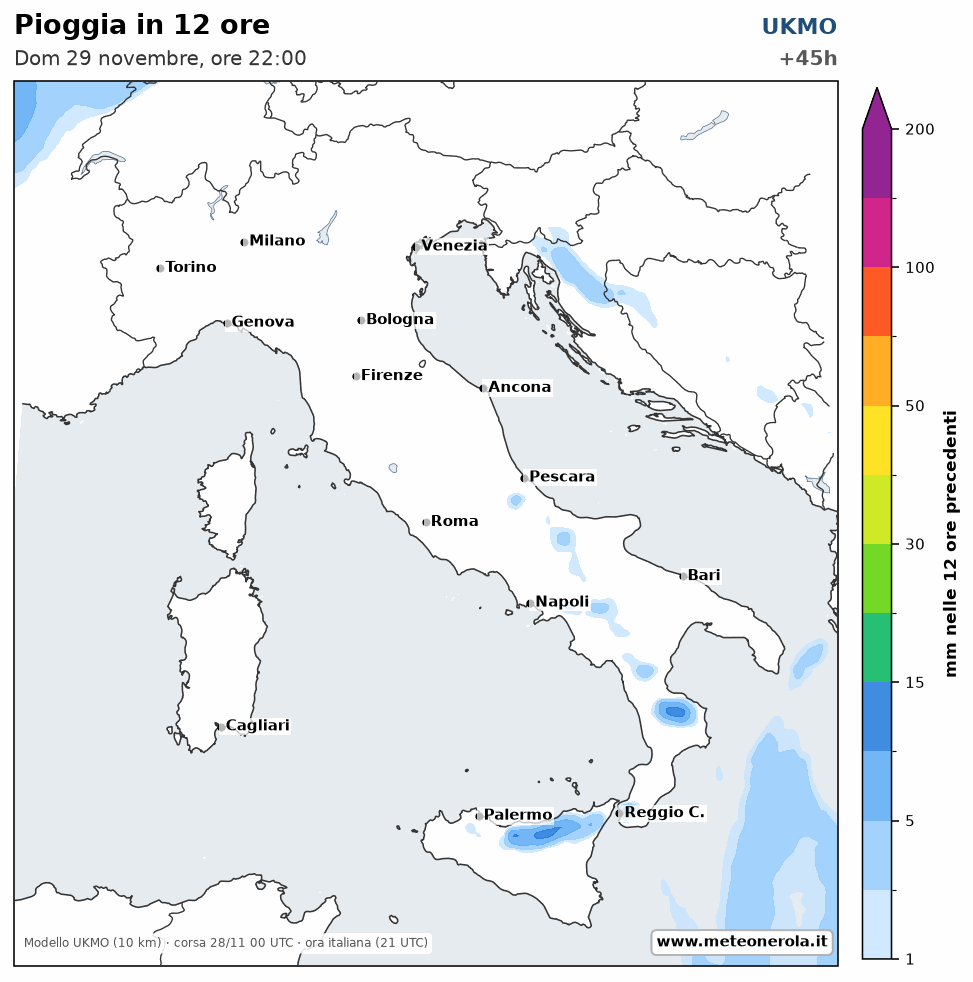 Pioggia in 12 ore
UKMO
Dom 29 novembre, ore 22:00
+45h
200
Milano
Venezia
Torino
100
Genova
Bologna
Firenze
Ancona
50
Pescara
Roma
30
Bari
Napoli
mm nelle 12 ore precedenti
15
Cagliari
Palermo
Reggio C.
5
Modello UKMO (10 km) · corsa 28/11 00 UTC · ora italiana (21 UTC)
www.meteonerola.it
1